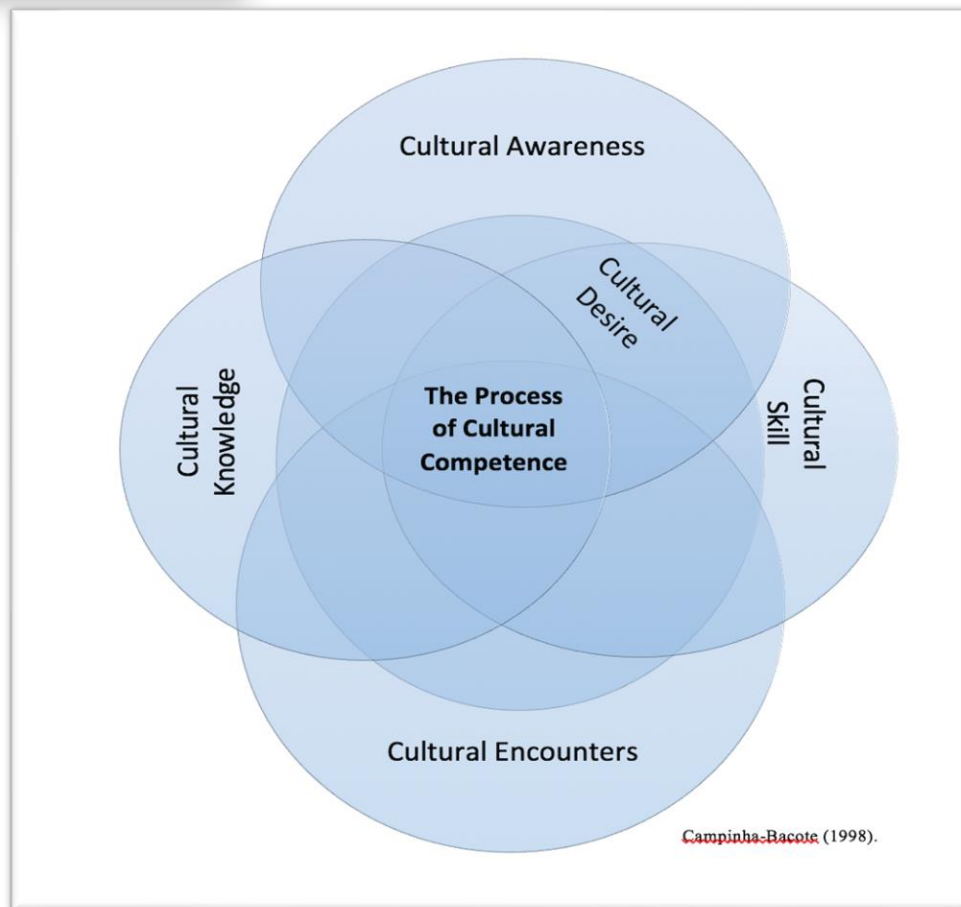 Cultural Awareness
Cultural
Desire
Cultural
Knowledge
The Process
of Cultural
Competence
Cultural
Skill
Cultural Encounters
Campinha-Bacote (1998).